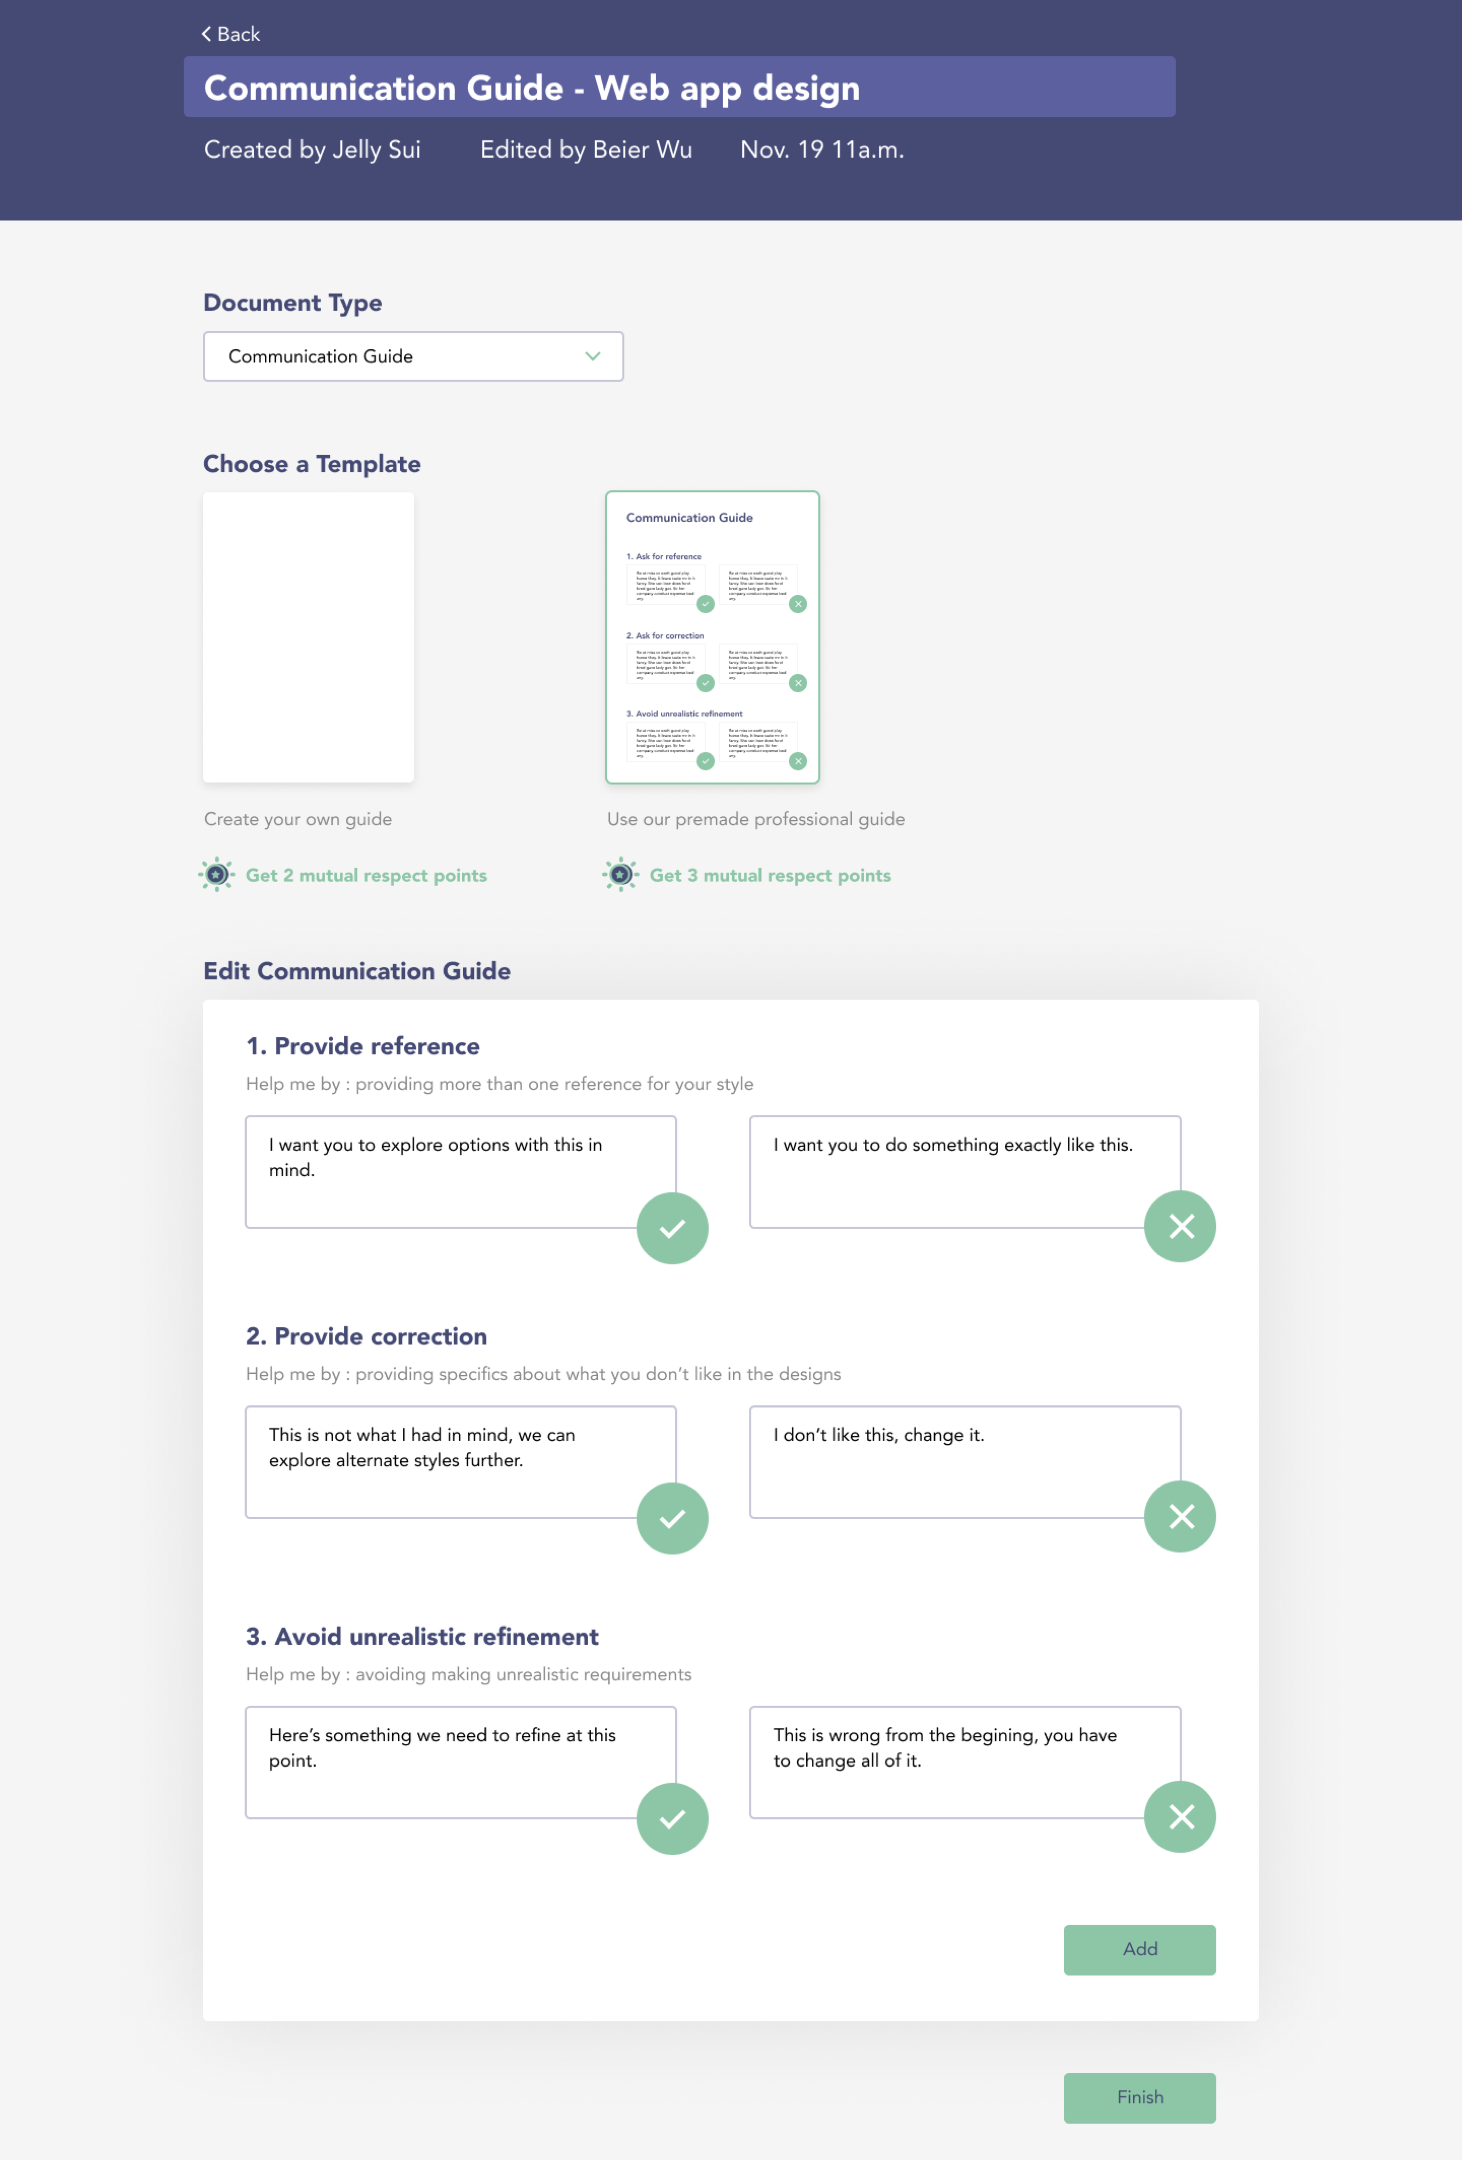 Back
Communication Guide - Web app design
Created by Jelly Sui Edited by Beier Wu Nov. 19 11a.m.
Document Type
Communication Guide
Choose a Template
Communication Guide
1. Ask for reference
2. Ask for correction
3. Avoid unrealistic refinement
Create your own guide
Use our premade professional guide
Get 2 mutual respect points
Get 3 mutual respect points
Edit Communication Guide
1. Provide reference
Help me by : providing more than one reference for your style
I want you to explore options with this in
mind.
I want you to do something exactly like this.
2. Provide correction
Help me by : providing specifics about what you don’t like in the designs
This is not what I had in mind, we can
explore alternate styles further.
I don’t like this, change it.
3. Avoid unrealistic refinement
Help me by : avoiding making unrealistic requirements
Here’s something we need to refine at this
point.
This is wrong from the begining, you have
to change all of it.
Add
Finish